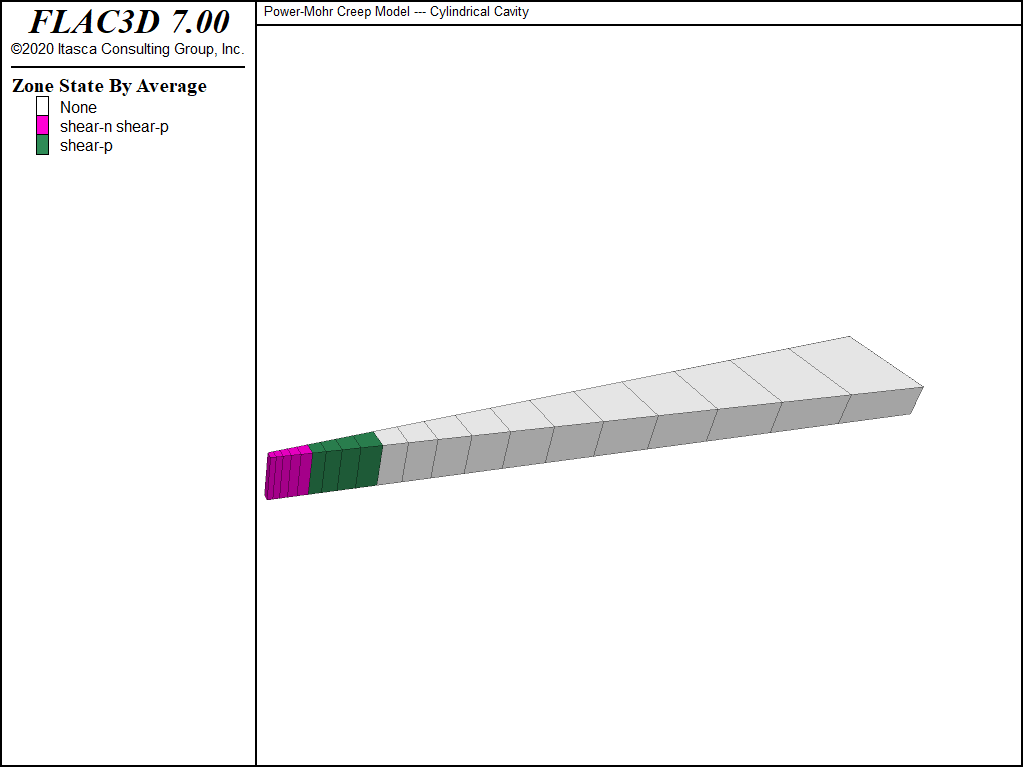 FLAC3D 7.00
©2020 Itasca Consulting Group, Inc.
Zone State By Average
None
shear-n shear-p
shear-p
Power-Mohr Creep Model --- Cylindrical Cavity